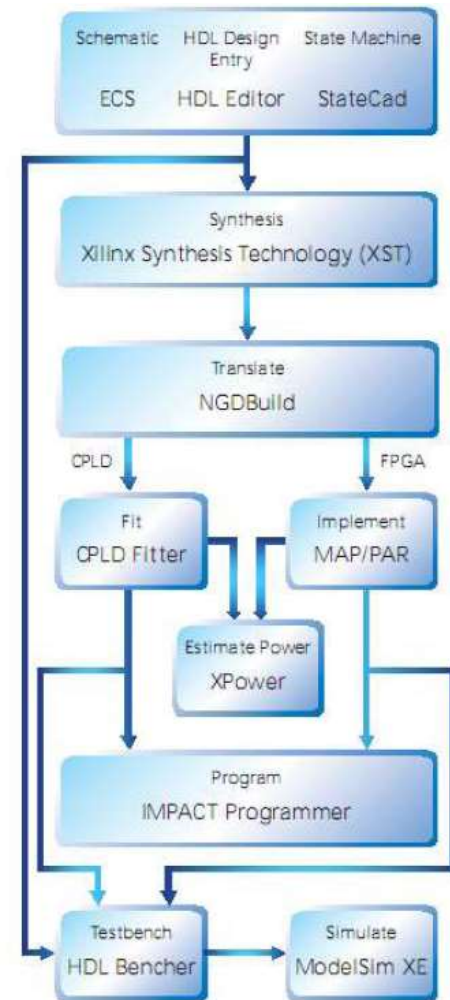 Schematic
HDL Design
Entry
State Machine
ECS
HDL Editor
StateCad
Synthesis
Xilinx Synthesis Technology (XST)
Translate
NGDBuild
CPLD
FPGA
Fit
CPLD Fitter
Implement
MAP/PAR
Estimate Power
XPower
Program
IMPACT Programmer
Testbench
HDL Bencher
Simulate
ModelSim XE